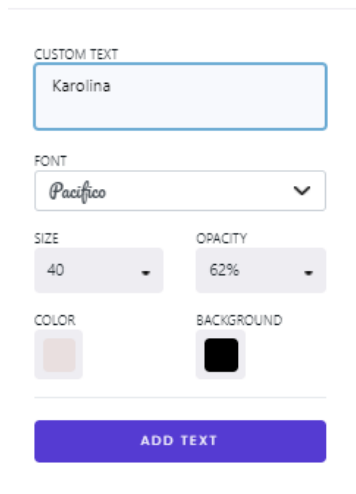 CUSTOM TEXT
Karolina
FONT
Pacifico
SIZE OPACITY
40 62%
COLOR BACKGROUND
ADD TEXT